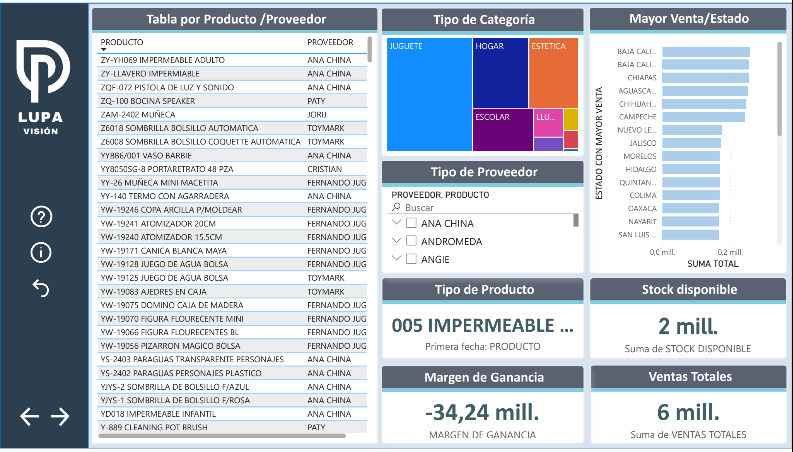 LUPA
VISIÓN
Tabla por Producto /Proveedor
PRODUCTO PROVEEDOR
ZY-YH069 IMPERMEABLE ADULTO ANA CHINA
ZY-LLAVERO IMPERMIABLE ANA CHINA
ZQF-072 PISTOLA DE LUZ Y SONIDO ANA CHINA
ZQ-100 BOCINA SPEAKER PATY
ZAM-2402 MUÑECA JORIJ
Z6018 SOMBRILLA BOLSILLO AUTOMATICA TOYMARK
Z6008 SOMBRILLA BOLSILLO COQUETTE AUTOMATICA TOYMARK
YYBB6/001 VASO BARBIE ANA CHINA
YY8050SG-8 PORTARETRATO 48 PZA CRISTIAN
YY-26 MUÑECA MINI MACETITA FERNANDO JUG
YY-140 TERMO CON AGARRADERA ANA CHINA
YW-19246 COPA ARCILLA P/MOLDEAR FERNANDO JUG
YW-19241 ATOMIZADOR 20CM FERNANDO JUG
YW-19240 ATOMIZADOR 15.5CM FERNANDO JUG
YW-19171 CANICA BLANCA MAYA FERNANDO JUG
YW-19128 JUEGO DE AGUA BOLSA FERNANDO JUG
YW-19125 JUEGO DE AGUA BOLSA TOYMARK
YW-19083 AJEDRES EN CAJA TOYMARK
YW-19075 DOMINO CAJA DE MADERA FERNANDO JUG
YW-19070 FIGURA FLOURECENTE MINI FERNANDO JUG
YW-19066 FIGURA FLOURECENTES BL FERNANDO JUG
YW-19056 PIZARRON MAGICO BOLSA FERNANDO JUG
YS-2403 PARAGUAS TRANSPARENTE PERSONAJES ANA CHINA
YS-2402 PARAGUAS PERSONAJES PLASTICO ANA CHINA
YJYS-2 SOMBRILLA DE BOLSILLO F/AZUL ANA CHINA
YJYS-1 SOMBRILLA DE BOLSILLO F/ROSA ANA CHINA
YD018 IMPERMEABLE INFANTIL ANA CHINA
Y-889 CLEANING POT BRUSH PATY
Tipo de Categoría
JUGUETE HOGAR ESTETICA
ESCOLAR LLU...
Tipo de Proveedor
PROVEEDOR, PRODUCTO
Buscar
ANA CHINA
ANDROMEDA
ANGIE
Tipo de Producto
005 IMPERMEABLE ...
Primera fecha: PRODUCTO
Margen de Ganancia
-34,24 mill.
MARGEN DE GANANCIA
Mayor Venta/Estado
ESTADO CON MAYOR VENTA
BAJA CALI...
BAJA CALI...
CHIAPAS
AGUASCA...
CHIHUAH...
CAMPECHE
NUEVO LE...
JALISCO
MORELOS
HIDALGO
QUINTAN...
COLIMA
OAXACA
NAYARIT
SAN LUIS ...
0,0 mill. 0,2 mill.
SUMA TOTAL
Stock disponible
2 mill.
Suma de STOCK DISPONIBLE
Ventas Totales
6 mill.
Suma de VENTAS TOTALES